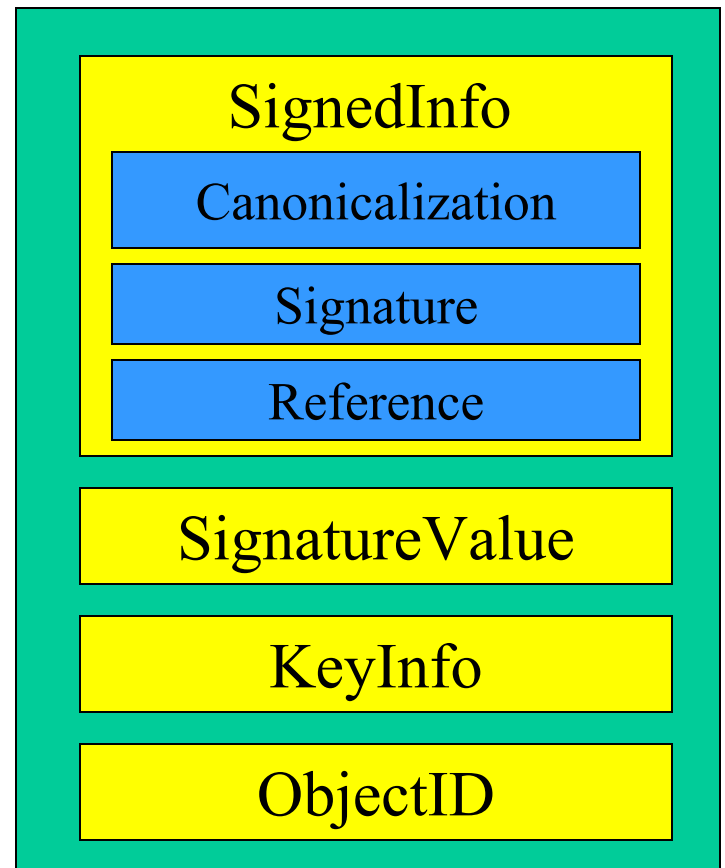 SignedInfo
Canonicalization
Signature
Reference
SignatureValue
KeyInfo
ObjectID